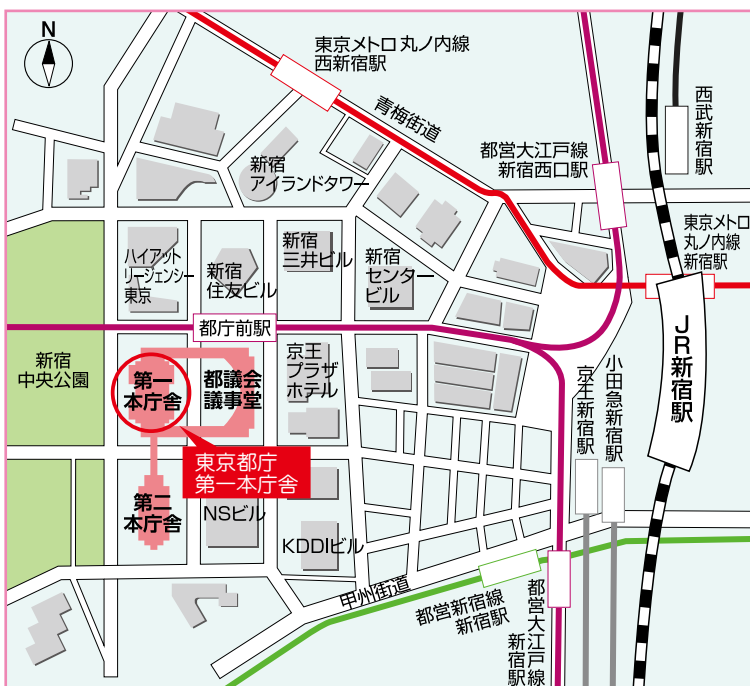 N
東京メトロ 丸ノ内線
西新宿駅
青梅街道
西武新宿駅
都営大江戸線
新宿西口駅
新宿
アイランドタワー
東京メトロ
丸ノ内線
新宿駅
ハイアット
リージェンシー
東京
新宿
住友ビル
新宿
三井ビル
新宿
センター
ビル
都庁前駅
JR新宿駅
新宿
中央公園
第一
本庁舎
都議会
議事堂
京王
プラザ
ホテル
京王新宿駅
小田急新宿駅
東京都庁
第一本庁舎
第二
本庁舎
NSビル
KDDIビル
甲州街道
都営新宿線
新宿駅
都営大江戸線
新宿駅